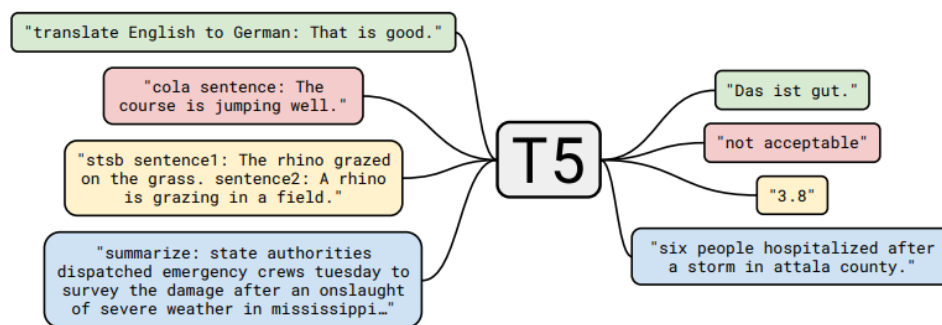 "translate English to German: That is good."
"cola sentence: The
course is jumping well."
"stsb sentence1: The rhino grazed
on the grass. sentence2: A rhino
is grazing in a field."
"summarize: state authorities
dispatched emergency crews tuesday to
survey the damage after an onslaught
of severe weather in mississippi…"
T5
"Das ist gut."
"not acceptable"
"3.8"
"six people hospitalized after
a storm in attala county."